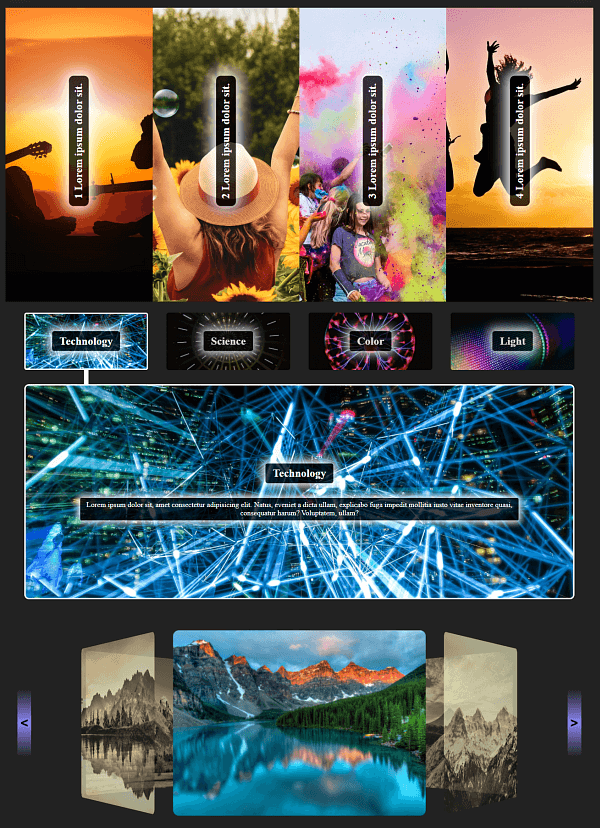 1 Lorem ipsum dolor sit.
2 Lorem ipsum dolor sit.
3 Lorem ipsum dolor sit.
4 Lorem ipsum dolor sit.
Technology
Science
Color
Light
Technology
Lorem ipsum dolor sit, amet consectetur adipisicing elit. Natus, eveniet a dicta ullam, explicabo fuga impedit mollitia iusto vitae inventore quasi,
consequatur harum? Voluptatem, ullam?
<
>